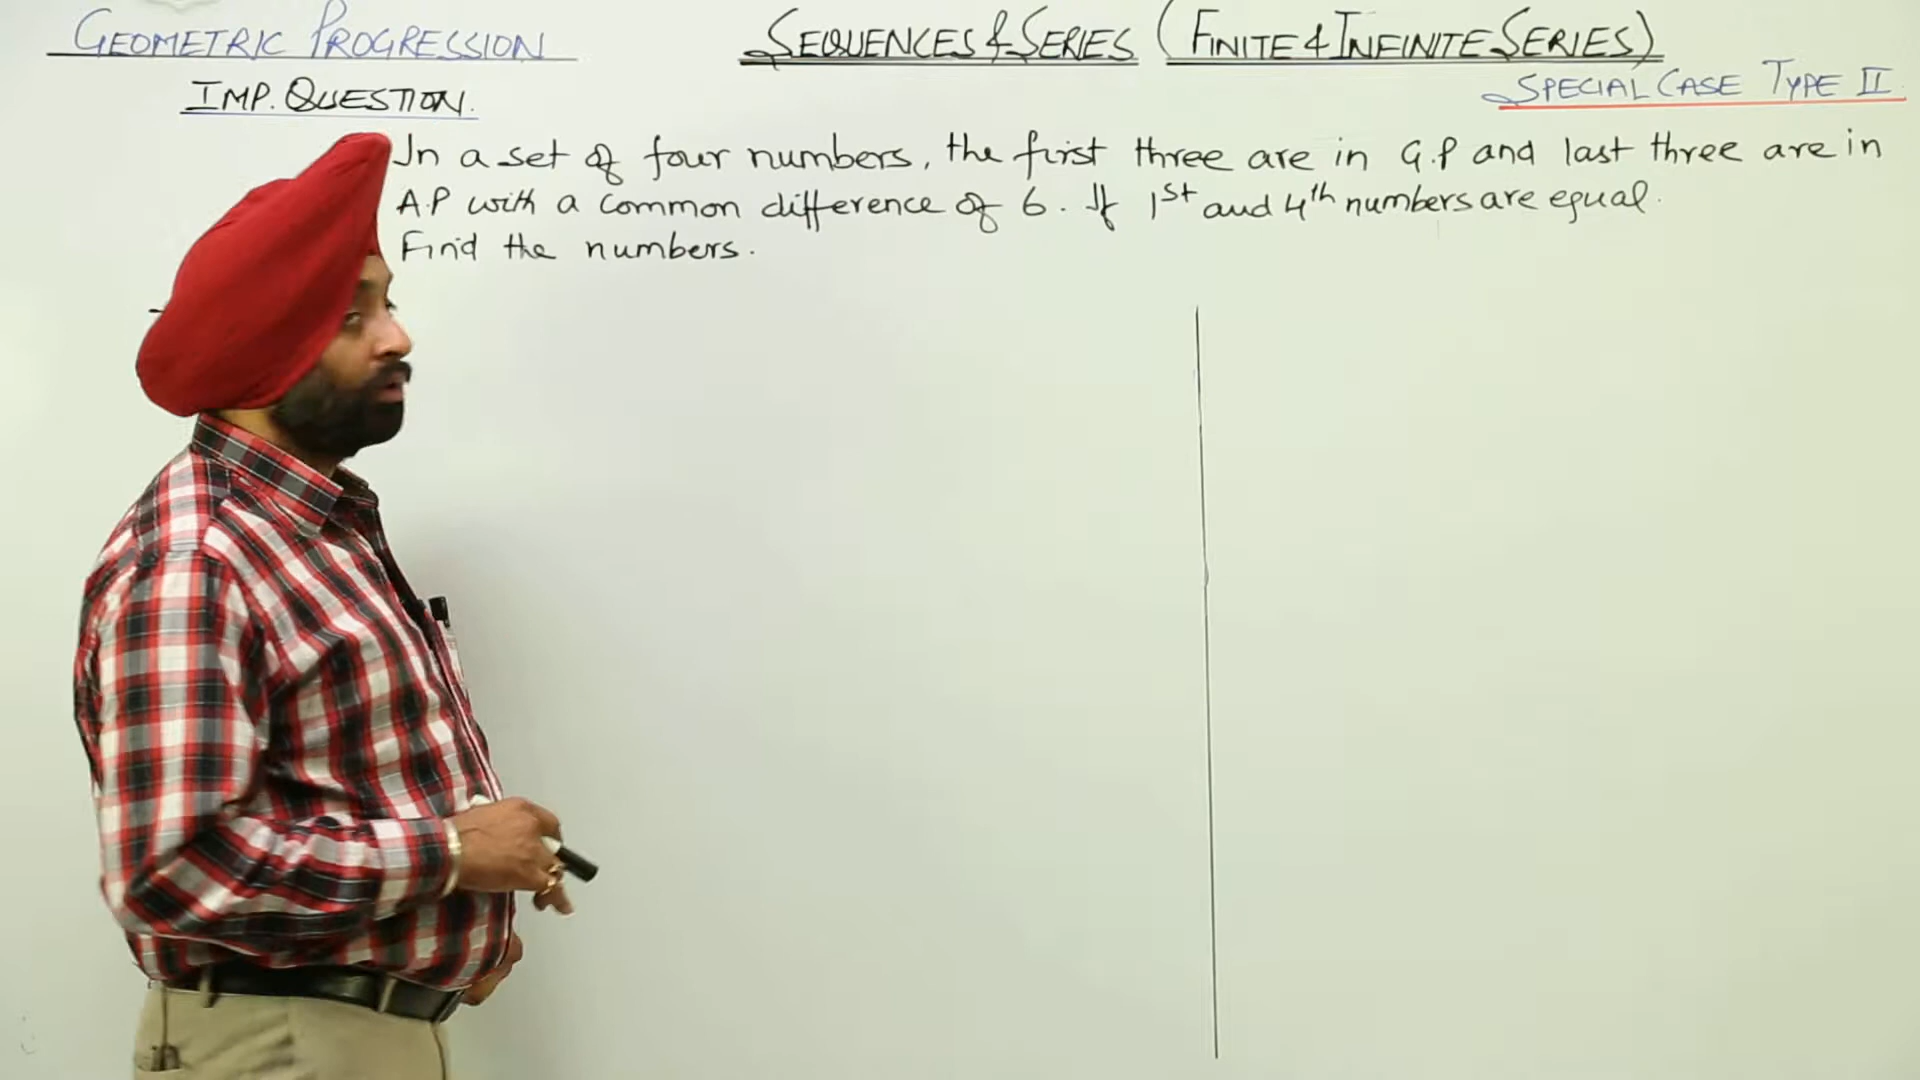 GEOMETRIC PROGRESSION
SEQUENCES & SERIES (FINITE & INFINITE SERIES)
IMP. QUESTION.
SPECIAL CASE TYPE II
In a set of four numbers, the first three are in G.P and last three are in
A.P with a common difference of 6. If 1st and 4th numbers are equal.
Find the numbers.